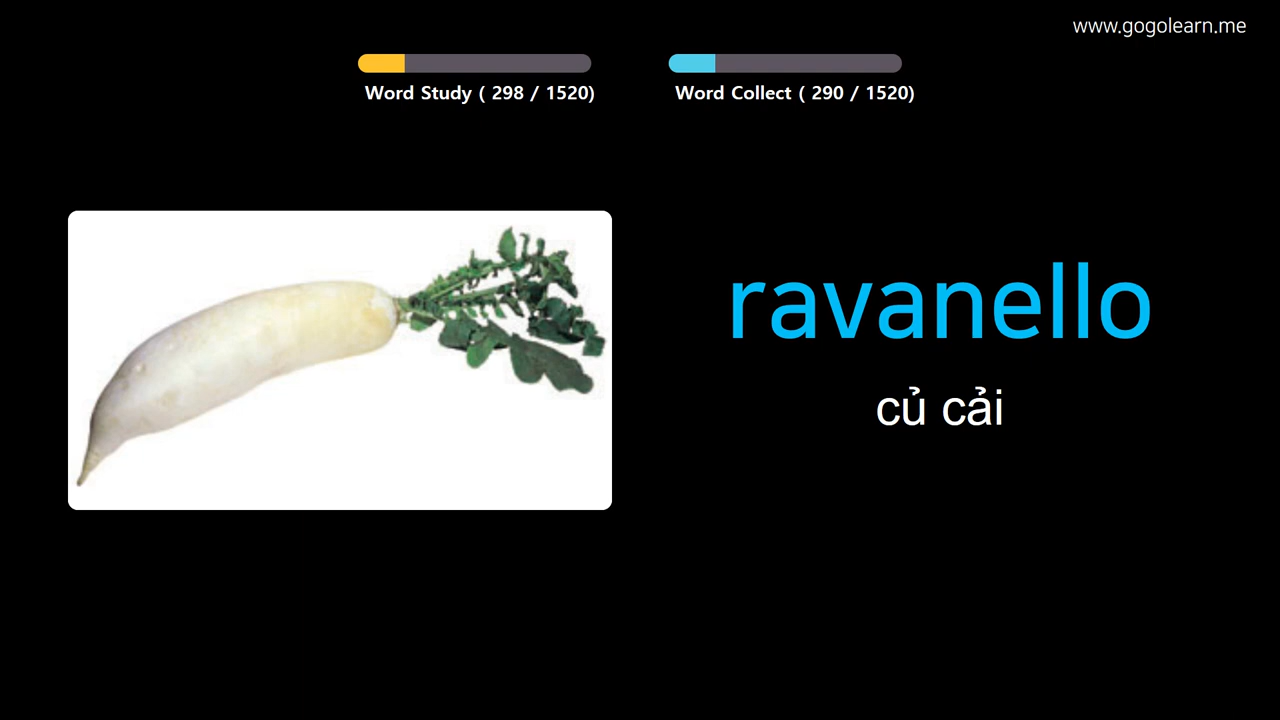 www.gogolearn.me
Word Study ( 298 / 1520)
Word Collect ( 290 / 1520)
ravanello
củ cải